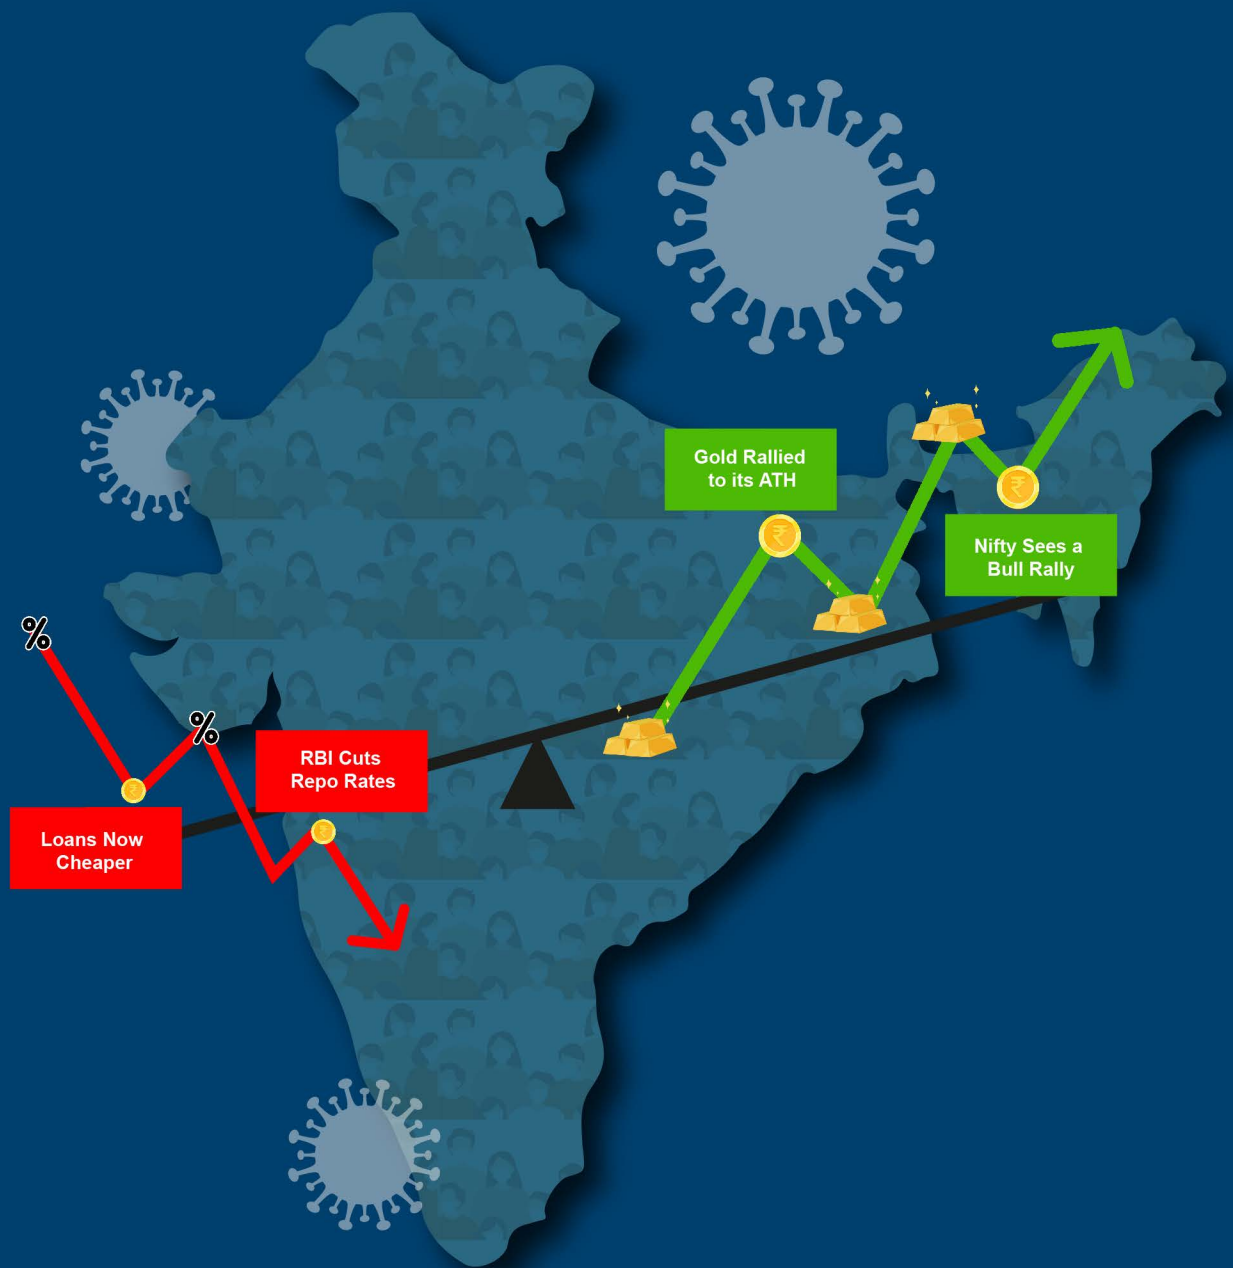 Gold Rallied
to its ATH
Nifty Sees a
Bull Rally
%
%
RBI Cuts
Repo Rates
Loans Now
Cheaper
₹
₹
₹
₹